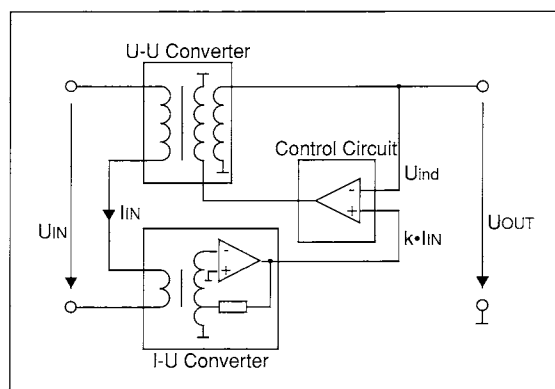 U-U Converter
Control Circuit
Uind
UIN
IIN
k•IIN
UOUT
-
+
-
+
I-U Converter